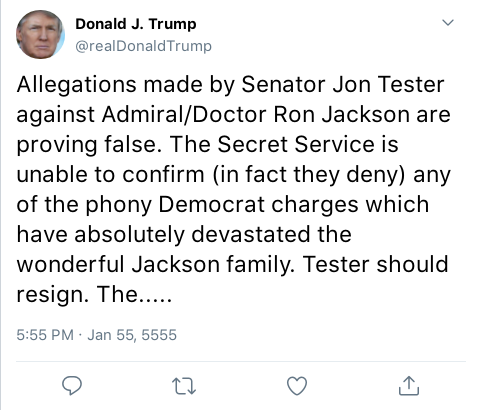 Donald J. Trump
@realDonaldTrump
Allegations made by Senator Jon Tester
against Admiral/Doctor Ron Jackson are
proving false. The Secret Service is
unable to confirm (in fact they deny) any
of the phony Democrat charges which
have absolutely devastated the
wonderful Jackson family. Tester should
resign. The.....
5:55 PM · Jan 55, 5555